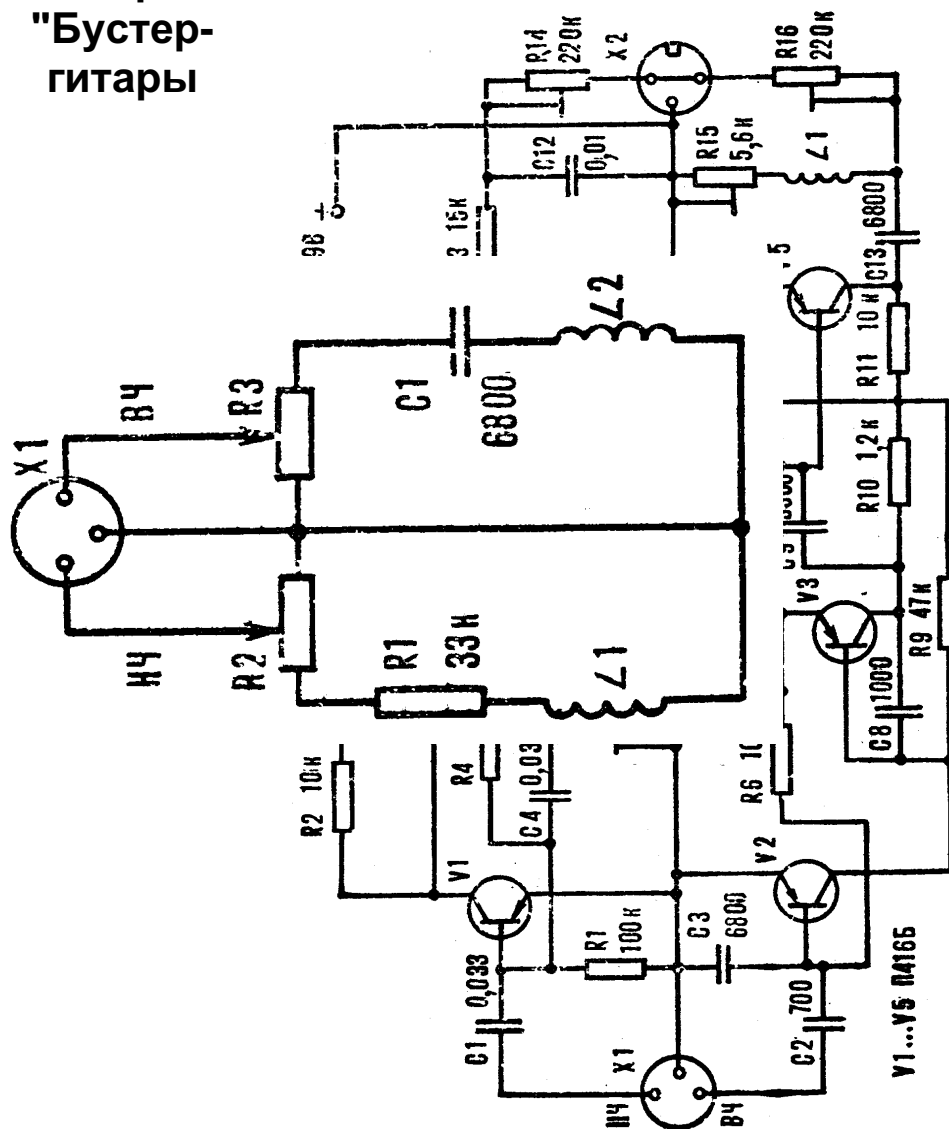 "Бустер-
гитары
R14
220к
X2
R16
220к
C12
0,01
R15
5,6к
L1
9В
15к
C13
6800
X1
ВЧ
R3
C1
6800
L2
НЧ
R2
R1
33к
L1
R11
10к
R10
1,2к
V3
R9
47к
C8
1000
R2
10к
R4
C4
0,03
R6
V1
V2
C1
0,033
R1
100к
C3
6800
C2
700
X1
НЧ
ВЧ
V1...V5 П416Б